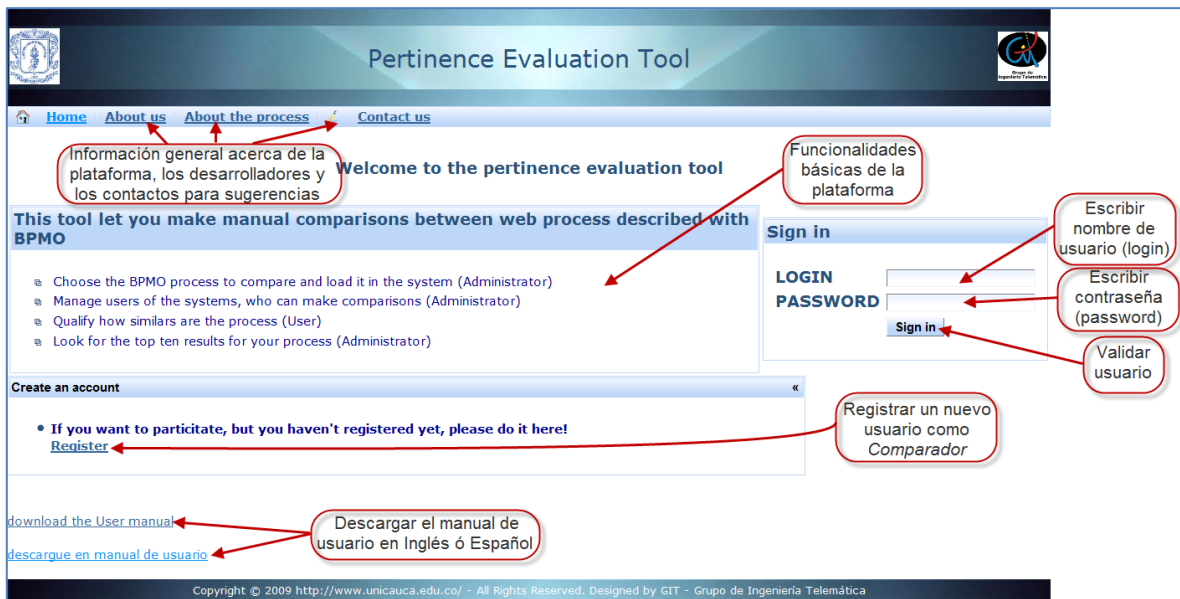 Pertinence Evaluation Tool
Grupo de
Ingeniería Telemática
Home About us About the process Contact us
Información general acerca de la
plataforma, los desarrolladores y
los contactos para sugerencias
Welcome to the pertinence evaluation tool
Funcionalidades
básicas de la
plataforma
This tool let you make manual comparisons between web process described with
BPMO
Choose the BPMO process to compare and load it in the system (Administrator)
Manage users of the systems, who can make comparisons (Administrator)
Qualify how similars are the process (User)
Look for the top ten results for your process (Administrator)
Sign in
LOGIN
PASSWORD
Sign in
Escribir
nombre de
usuario (login)
Escribir
contraseña
(password)
Validar
usuario
Create an account «
If you want to particitate, but you haven't registered yet, please do it here!
Register
Registrar un nuevo
usuario como
Comparador
download the User manual
descargue en manual de usuario
Descargar el manual de
usuario en Inglés ó Español
Copyright © 2009 http://www.unicauca.edu.co/ - All Rights Reserved. Designed by GIT - Grupo de Ingeniería Telemática